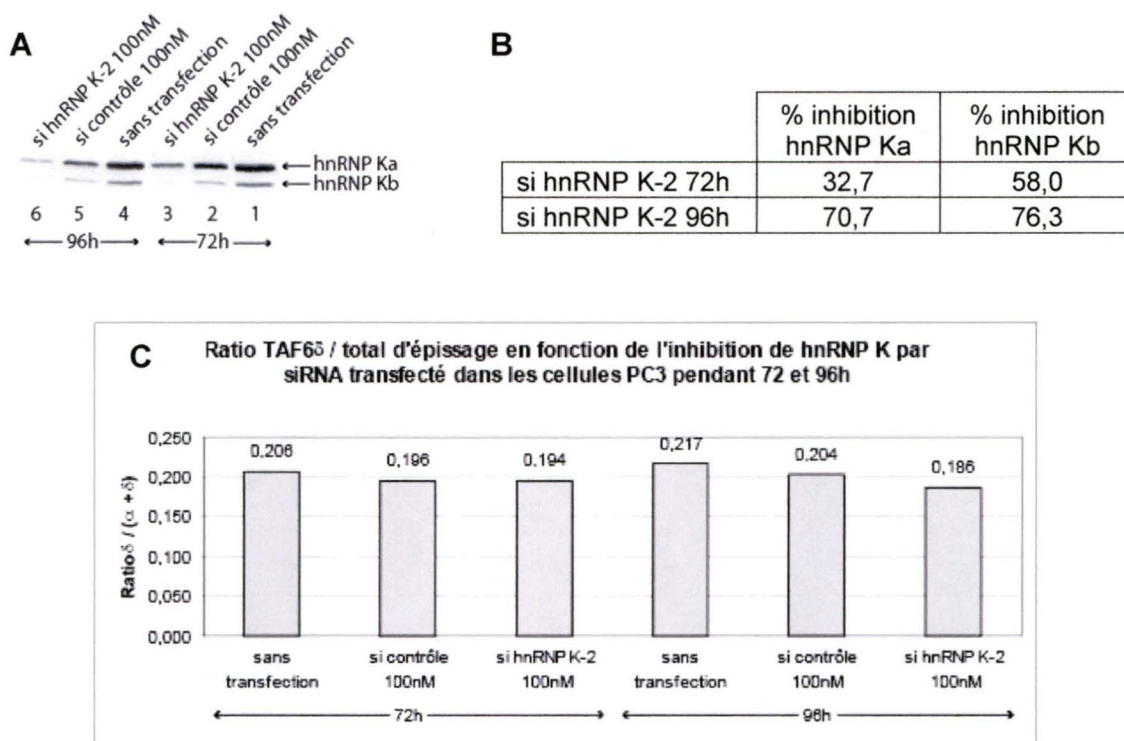 A
si hnRNP K-2 100nM
si contrôle 100nM
sans transfection
si hnRNP K-2 100nM
si contrôle 100nM
sans transfection
hnRNP Ka
hnRNP Kb
6 5 4 3 2 1
96h 72h
B
% inhibition hnRNP Ka % inhibition hnRNP Kb
si hnRNP K-2 72h 32,7 58,0
si hnRNP K-2 96h 70,7 76,3
C
Ratio TAF6δ / total d'épissage en fonction de l'inhibition de hnRNP K par
siRNA transfecté dans les cellules PC3 pendant 72 et 96h
Ratio δ / (α + δ)
0,250
0,200
0,150
0,100
0,050
0,000
0,206 0,196 0,194 0,217 0,204 0,186
sans si contrôle si hnRNP K-2 sans si contrôle si hnRNP K-2
transfection 100nM 100nM transfection 100nM 100nM
72h 96h